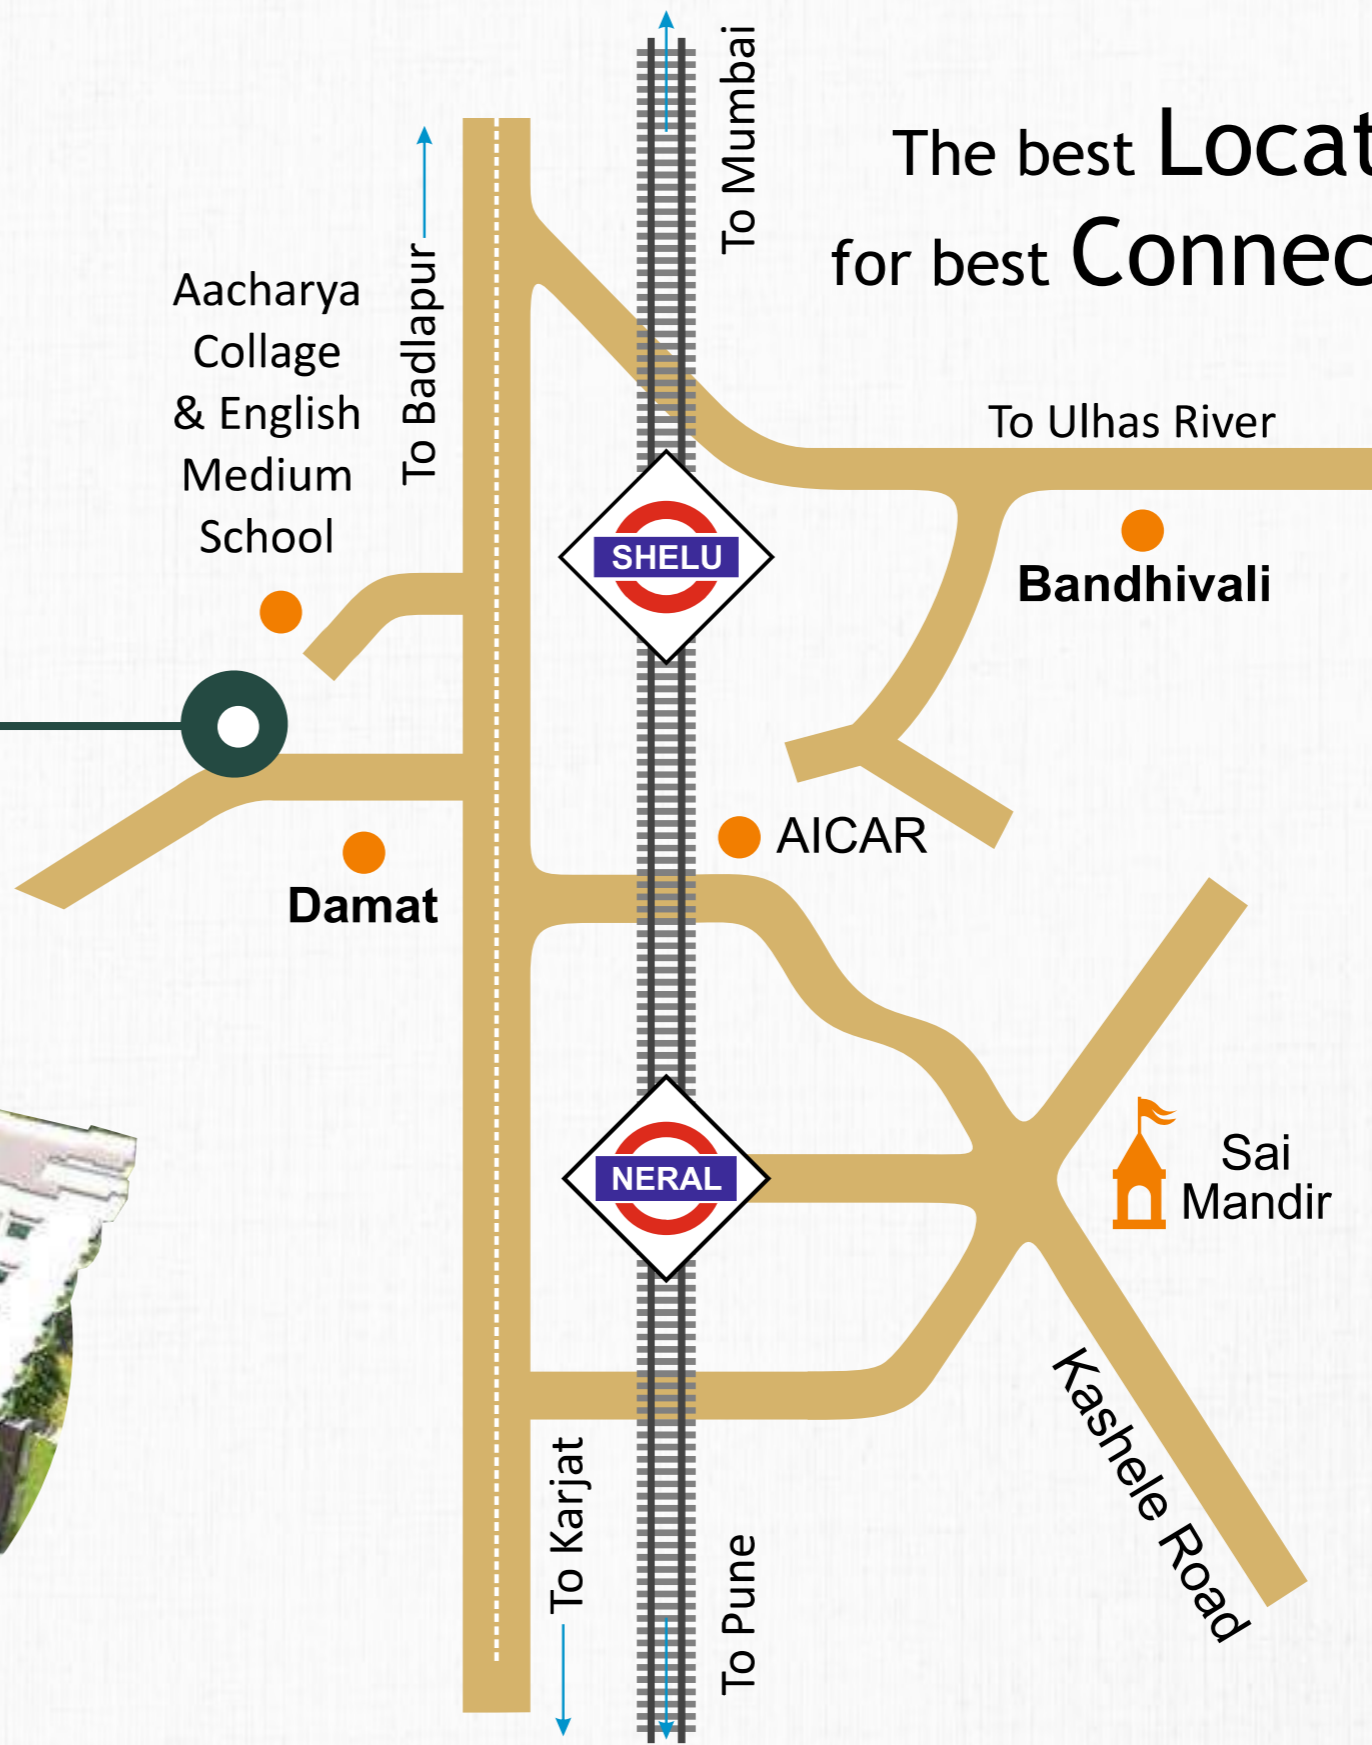 The best Locat
for best Connec
To Mumbai
To Badlapur
Aacharya
Collage
& English
Medium
School
To Ulhas River
SHELU
Bandhivali
AICAR
Damat
Sai
Mandir
NERAL
Kashele Road
To Karjat
To Pune